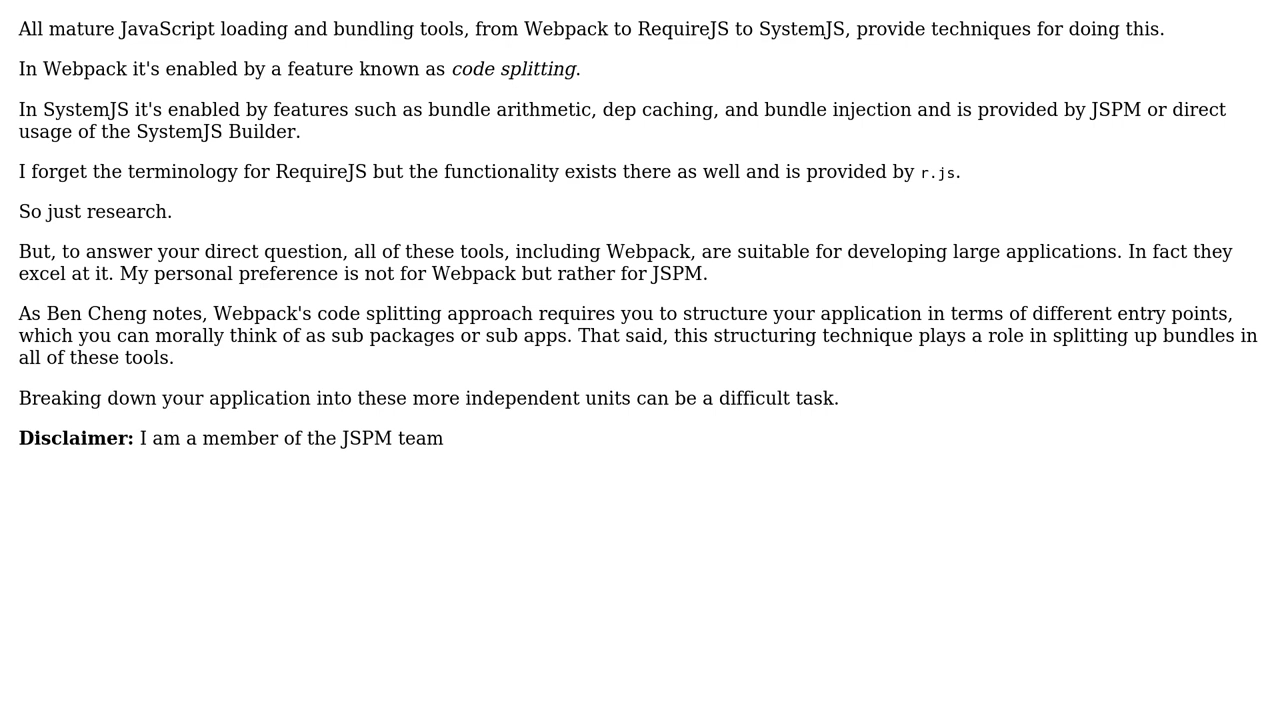 All mature JavaScript loading and bundling tools, from Webpack to RequireJS to SystemJS, provide techniques for doing this.
In Webpack it's enabled by a feature known as code splitting.
In SystemJS it's enabled by features such as bundle arithmetic, dep caching, and bundle injection and is provided by JSPM or direct
usage of the SystemJS Builder.
I forget the terminology for RequireJS but the functionality exists there as well and is provided by r.js.
So just research.
But, to answer your direct question, all of these tools, including Webpack, are suitable for developing large applications. In fact they
excel at it. My personal preference is not for Webpack but rather for JSPM.
As Ben Cheng notes, Webpack's code splitting approach requires you to structure your application in terms of different entry points,
which you can morally think of as sub packages or sub apps. That said, this structuring technique plays a role in splitting up bundles in
all of these tools.
Breaking down your application into these more independent units can be a difficult task.
Disclaimer: I am a member of the JSPM team